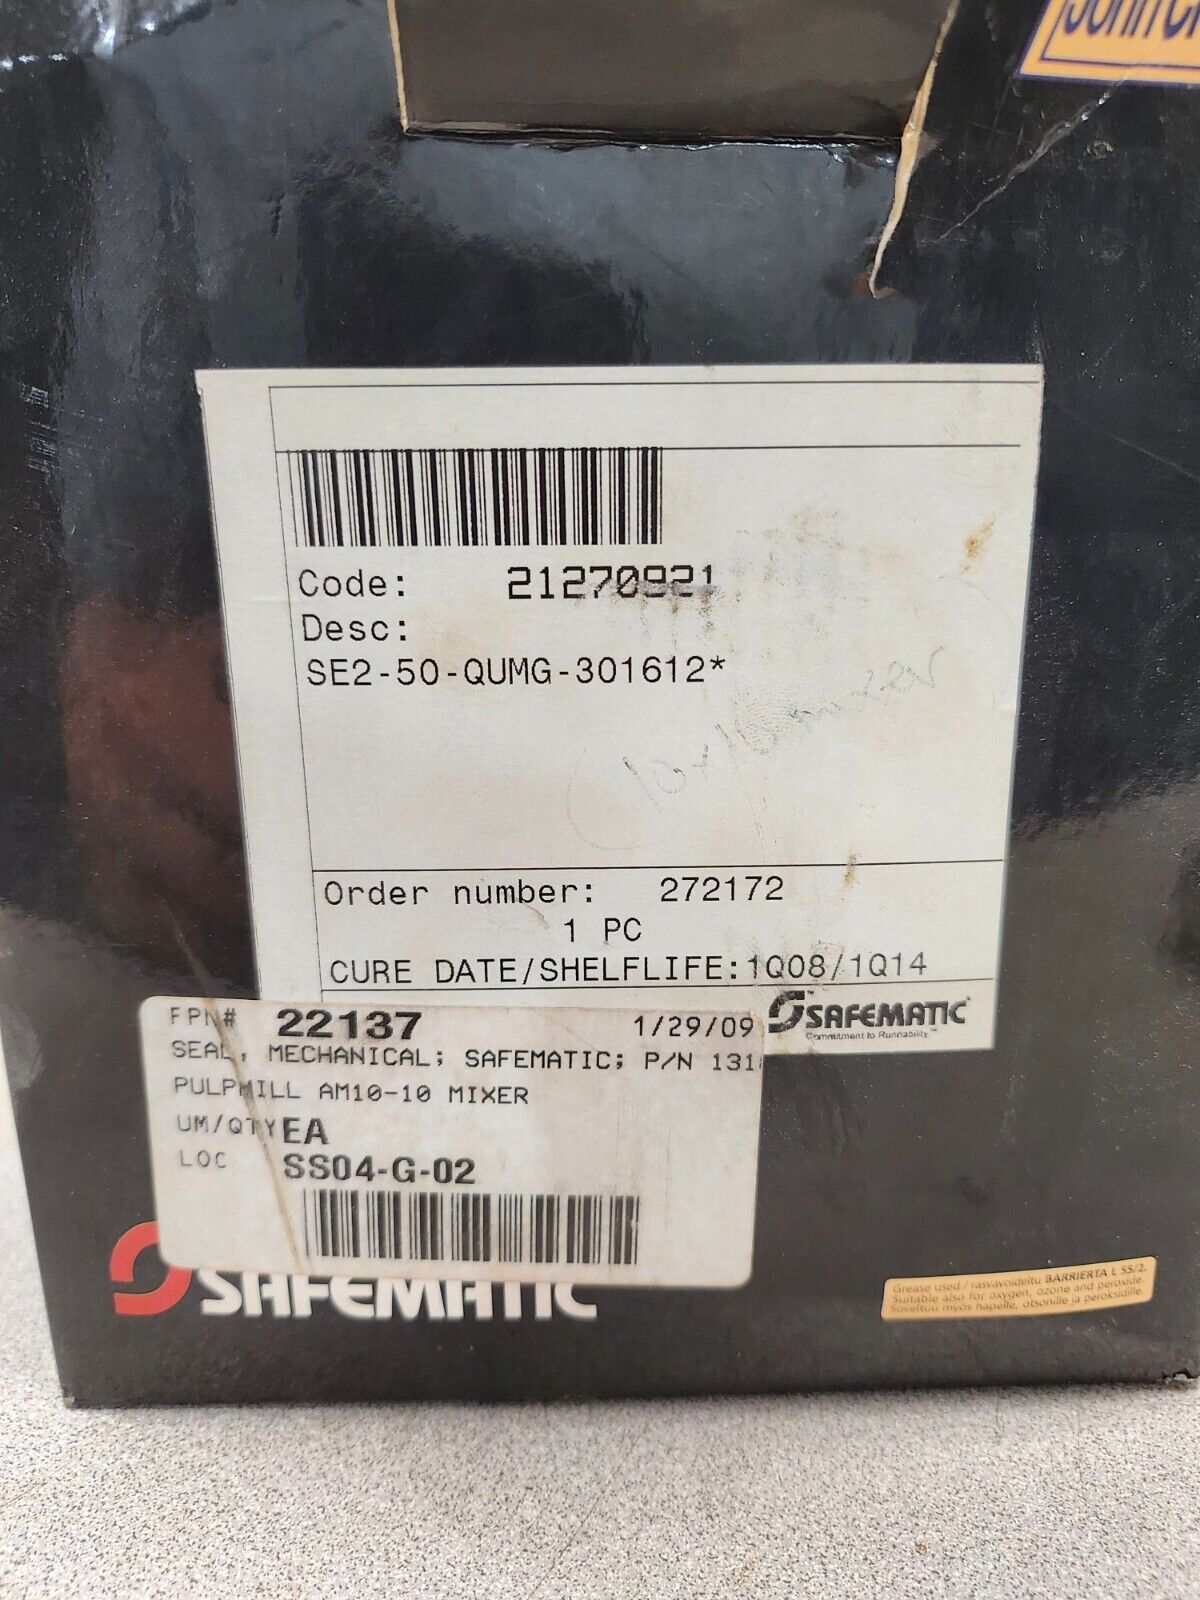 Code: 21270921
Desc:
SE2-50-QUMG-301612*
10x10 mixer
Order number: 272172
1 PC
CURE DATE/SHELFLIFE:1Q08/1Q14
SAFEMATIC
Commitment to Runnability
FPN# 22137 1/29/09
SEAL, MECHANICAL; SAFEMATIC; P/N 131
PULPMILL AM10-10 MIXER
UM/QTY EA
LOC SS04-G-02
SAFEMATIC
Grease used / rasvavoideltu BARRIERTA L 55/2.
Suitable also for oxygen, ozone and peroxide.
Soveltuu myös hapelle, otsonille ja peroksidille.